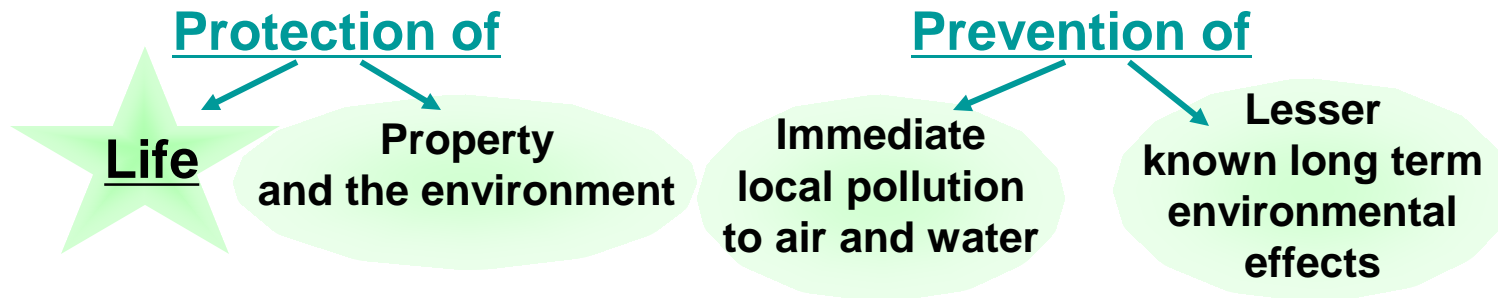 Protection of
Life
Property
and the environment
Prevention of
Immediate
local pollution
to air and water
Lesser
known long term
environmental
effects